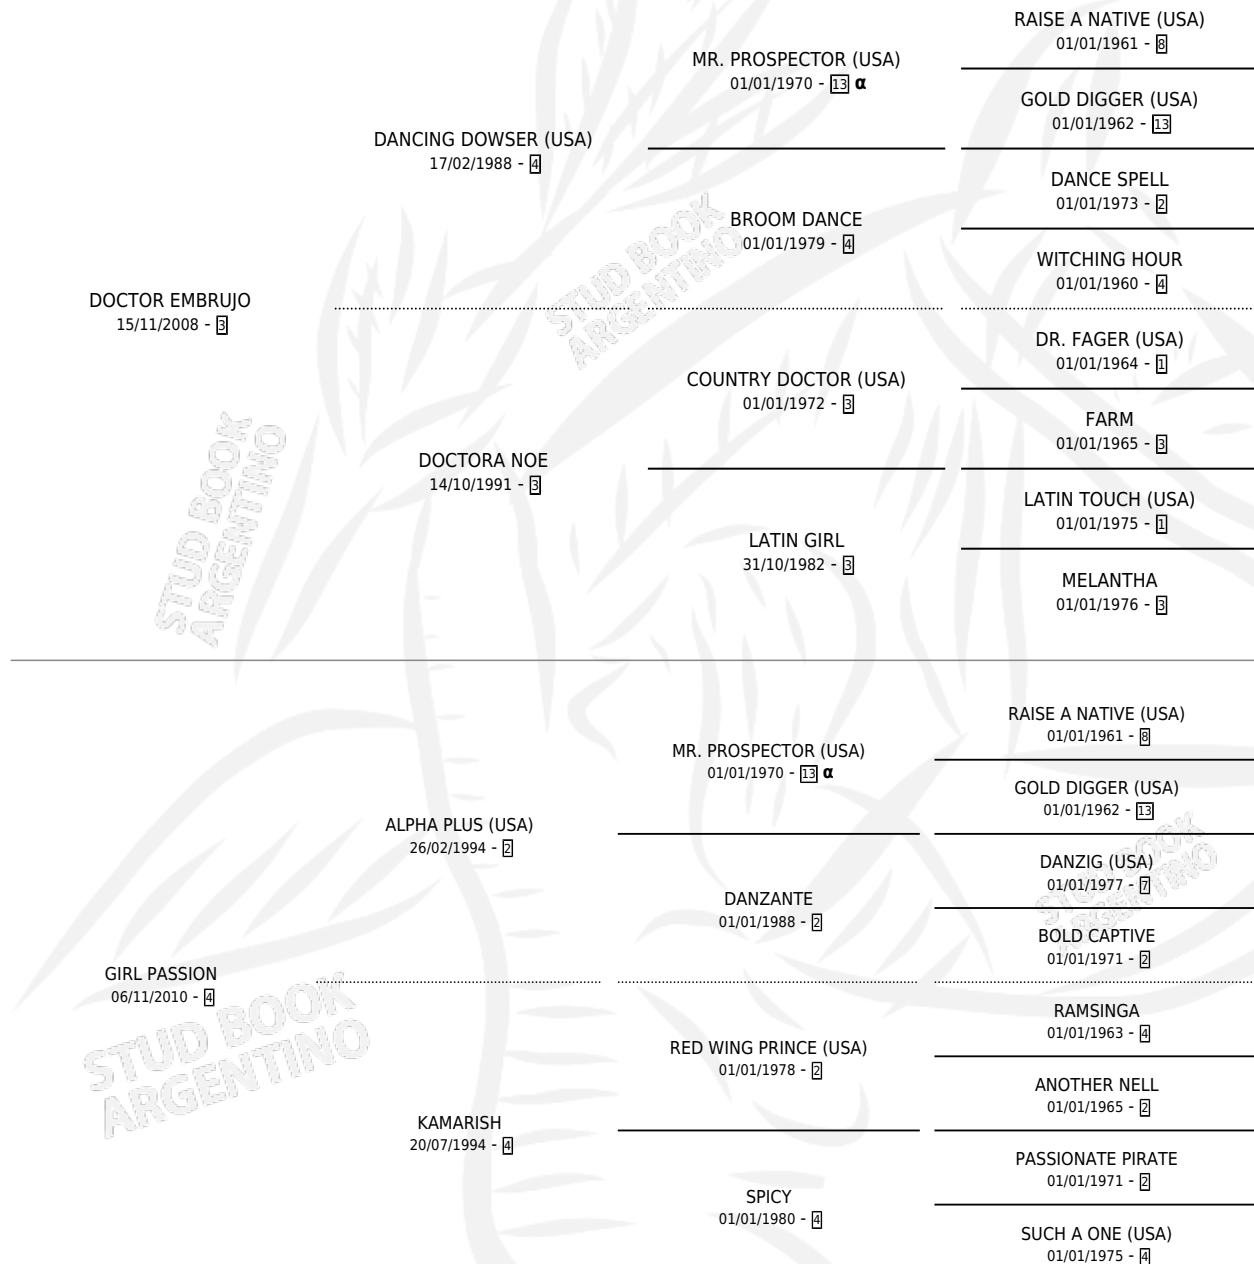 RAISE A NATIVE (USA)
01/01/1961 - 8
MR. PROSPECTOR (USA)
01/01/1970 - 13 α
GOLD DIGGER (USA)
01/01/1962 - 13
DANCING DOWSER (USA)
17/02/1988 - 4
DANCE SPELL
01/01/1973 - 2
BROOM DANCE
01/01/1979 - 4
WITCHING HOUR
01/01/1960 - 4
DOCTOR EMBRUJO
15/11/2008 - 3
DR. FAGER (USA)
01/01/1964 - 1
COUNTRY DOCTOR (USA)
01/01/1972 - 3
FARM
01/01/1965 - 3
DOCTORA NOE
14/10/1991 - 3
LATIN TOUCH (USA)
01/01/1975 - 1
LATIN GIRL
31/10/1982 - 3
MELANTHA
01/01/1976 - 3
RAISE A NATIVE (USA)
01/01/1961 - 8
MR. PROSPECTOR (USA)
01/01/1970 - 13 α
GOLD DIGGER (USA)
01/01/1962 - 13
ALPHA PLUS (USA)
26/02/1994 - 2
DANZIG (USA)
01/01/1977 - 7
DANZANTE
01/01/1988 - 2
BOLD CAPTIVE
01/01/1971 - 2
GIRL PASSION
06/11/2010 - 4
RAMSINGA
01/01/1963 - 4
RED WING PRINCE (USA)
01/01/1978 - 2
ANOTHER NELL
01/01/1965 - 2
KAMARISH
20/07/1994 - 4
PASSIONATE PIRATE
01/01/1971 - 2
SPICY
01/01/1980 - 4
SUCH A ONE (USA)
01/01/1975 - 4
STUD BOOK
ARGENTINO
STUD BOOK
ARGENTINO
STUD BOOK
ARGENTINO
STUD BOOK
ARGENTINO